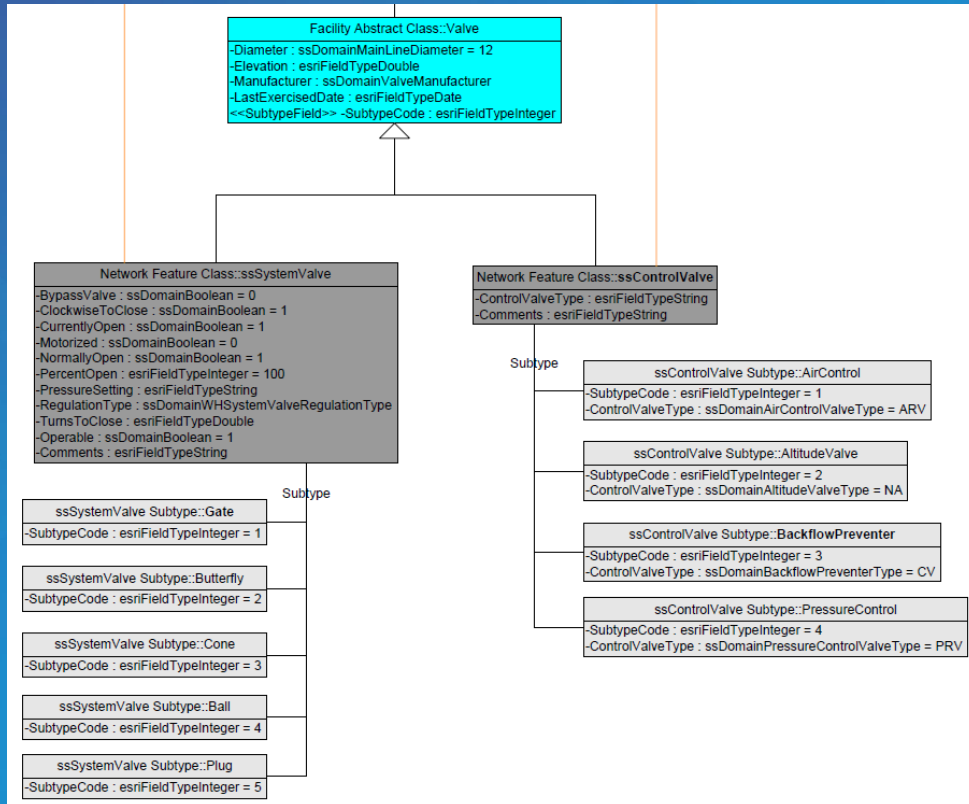 Facility Abstract Class::Valve
-Diameter : ssDomainMainLineDiameter = 12
-Elevation : esriFieldTypeDouble
-Manufacturer : ssDomainValveManufacturer
-LastExercisedDate : esriFieldTypeDate
<<SubtypeField>> -SubtypeCode : esriFieldTypeInteger
Network Feature Class::ssSystemValve
-BypassValve : ssDomainBoolean = 0
-ClockwiseToClose : ssDomainBoolean = 1
-CurrentlyOpen : ssDomainBoolean = 1
-Motorized : ssDomainBoolean = 0
-NormallyOpen : ssDomainBoolean = 1
-PercentOpen : esriFieldTypeInteger = 100
-PressureSetting : esriFieldTypeString
-RegulationType : ssDomainWHSystemValveRegulationType
-TurnsToClose : esriFieldTypeDouble
-Operable : ssDomainBoolean = 1
-Comments : esriFieldTypeString
Subtype
ssSystemValve Subtype::Gate
-SubtypeCode : esriFieldTypeInteger = 1
ssSystemValve Subtype::Butterfly
-SubtypeCode : esriFieldTypeInteger = 2
ssSystemValve Subtype::Cone
-SubtypeCode : esriFieldTypeInteger = 3
ssSystemValve Subtype::Ball
-SubtypeCode : esriFieldTypeInteger = 4
ssSystemValve Subtype::Plug
-SubtypeCode : esriFieldTypeInteger = 5
Network Feature Class::ssControlValve
-ControlValveType : esriFieldTypeString
-Comments : esriFieldTypeString
Subtype
ssControlValve Subtype::AirControl
-SubtypeCode : esriFieldTypeInteger = 1
-ControlValveType : ssDomainAirControlValveType = ARV
ssControlValve Subtype::AltitudeValve
-SubtypeCode : esriFieldTypeInteger = 2
-ControlValveType : ssDomainAltitudeValveType = NA
ssControlValve Subtype::BackflowPreventer
-SubtypeCode : esriFieldTypeInteger = 3
-ControlValveType : ssDomainBackflowPreventerType = CV
ssControlValve Subtype::PressureControl
-SubtypeCode : esriFieldTypeInteger = 4
-ControlValveType : ssDomainPressureControlValveType = PRV